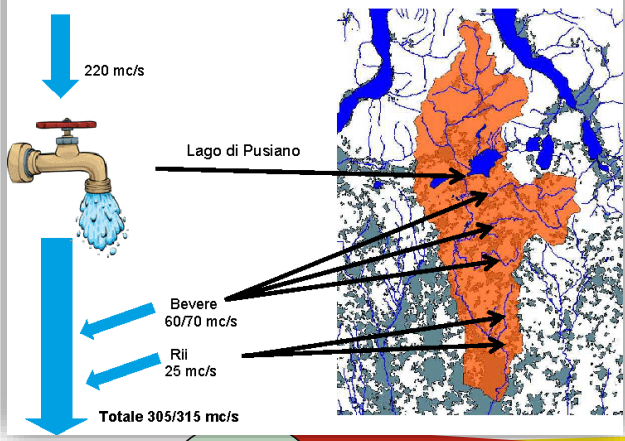 220 mc/s
Lago di Pusiano
Bevere
60/70 mc/s
Rii
25 mc/s
Totale 305/315 mc/s